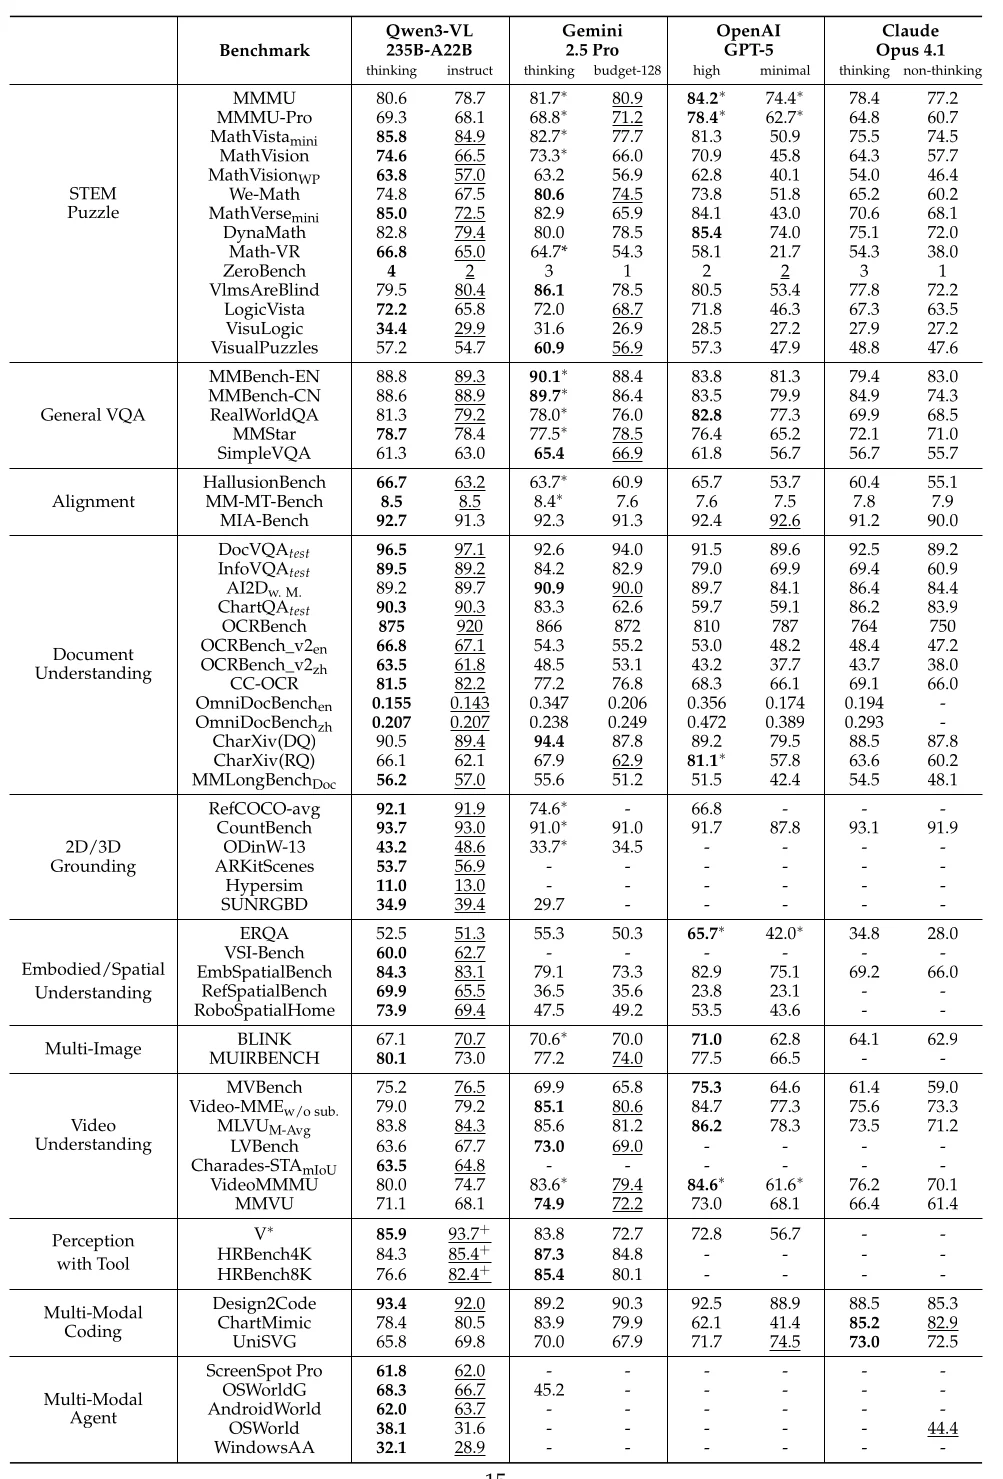 Qwen3-VL Gemini OpenAI Claude
Benchmark 235B-A22B 2.5 Pro GPT-5 Opus 4.1
thinking instruct thinking budget-128 high minimal thinking non-thinking
STEM Puzzle
MMMU 80.6 78.7 81.7* 80.9 84.2* 74.4* 78.4 77.2
MMMU-Pro 69.3 68.1 68.8* 71.2 78.4* 62.7* 64.8 60.7
MathVista mini 85.8 84.9 82.7* 77.7 81.3 50.9 75.5 74.5
MathVision 74.6 66.5 73.3* 66.0 70.9 45.8 64.3 57.7
MathVision WP 63.8 57.0 63.2 56.9 62.8 40.1 54.0 46.4
We-Math 74.8 67.5 80.6 74.5 73.8 51.8 65.2 60.2
MathVerse mini 85.0 72.5 82.9 65.9 84.1 43.0 70.6 68.1
DynaMath 82.8 79.4 80.0 78.5 85.4 74.0 75.1 72.0
Math-VR 66.8 65.0 64.7* 54.3 58.1 21.7 54.3 38.0
ZeroBench 4 2 3 1 2 2 3 1
VlmsAreBlind 79.5 80.4 86.1 78.5 80.5 53.4 77.8 72.2
LogicVista 72.2 65.8 72.0 68.7 71.8 46.3 67.3 63.5
VisuLogic 34.4 29.9 31.6 26.9 28.5 27.2 27.9 27.2
VisualPuzzles 57.2 54.7 60.9 56.9 57.3 47.9 48.8 47.6
General VQA
MMBench-EN 88.8 89.3 90.1* 88.4 83.8 81.3 79.4 83.0
MMBench-CN 88.6 88.9 89.7* 86.4 83.5 79.9 84.9 74.3
RealWorldQA 81.3 79.2 78.0* 76.0 82.8 77.3 69.9 68.5
MMStar 78.7 78.4 77.5* 78.5 76.4 65.2 72.1 71.0
SimpleVQA 61.3 63.0 65.4 66.9 61.8 56.7 56.7 55.7
Alignment
HallusionBench 66.7 63.2 63.7* 60.9 65.7 53.7 60.4 55.1
MM-MT-Bench 8.5 8.5 8.4* 7.6 7.6 7.5 7.8 7.9
MIA-Bench 92.7 91.3 92.3 91.3 92.4 92.6 91.2 90.0
Document Understanding
DocVQA test 96.5 97.1 92.6 94.0 91.5 89.6 92.5 89.2
InfoVQA test 89.5 89.2 84.2 82.9 79.0 69.9 69.4 60.9
AI2D w. M. 89.2 89.7 90.9 90.0 89.7 84.1 86.4 84.4
ChartQA test 90.3 90.3 83.3 62.6 59.7 59.1 86.2 83.9
OCRBench 875 920 866 872 810 787 764 750
OCRBench_v2 en 66.8 67.1 54.3 55.2 53.0 48.2 48.4 47.2
OCRBench_v2 zh 63.5 61.8 48.5 53.1 43.2 37.7 43.7 38.0
CC-OCR 81.5 82.2 77.2 76.8 68.3 66.1 69.1 66.0
OmniDocBench en 0.155 0.143 0.347 0.206 0.356 0.174 0.194 -
OmniDocBench zh 0.207 0.207 0.238 0.249 0.472 0.389 0.293 -
CharXiv(DQ) 90.5 89.4 94.4 87.8 89.2 79.5 88.5 87.8
CharXiv(RQ) 66.1 62.1 67.9 62.9 81.1* 57.8 63.6 60.2
MMLongBench Doc 56.2 57.0 55.6 51.2 51.5 42.4 54.5 48.1
2D/3D Grounding
RefCOCO-avg 92.1 91.9 74.6* - 66.8 - - -
CountBench 93.7 93.0 91.0* 91.0 91.7 87.8 93.1 91.9
ODinW-13 43.2 48.6 33.7* 34.5 - - - -
ARKitScenes 53.7 56.9 - - - - - -
Hypersim 11.0 13.0 - - - - - -
SUNRGBD 34.9 39.4 29.7 - - - - -
Embodied/Spatial Understanding
ERQA 52.5 51.3 55.3 50.3 65.7* 42.0* 34.8 28.0
VSI-Bench 60.0 62.7 - - - - - -
EmbSpatialBench 84.3 83.1 79.1 73.3 82.9 75.1 69.2 66.0
RefSpatialBench 69.9 65.5 36.5 35.6 23.8 23.1 - -
RoboSpatialHome 73.9 69.4 47.5 49.2 53.5 43.6 - -
Multi-Image
BLINK 67.1 70.7 70.6* 70.0 71.0 62.8 64.1 62.9
MUIRBENCH 80.1 73.0 77.2 74.0 77.5 66.5 - -
Video Understanding
MVBench 75.2 76.5 69.9 65.8 75.3 64.6 61.4 59.0
Video-MME w/o sub. 79.0 79.2 85.1 80.6 84.7 77.3 75.6 73.3
MLVU M-Avg 83.8 84.3 85.6 81.2 86.2 78.3 73.5 71.2
LVBench 63.6 67.7 73.0 69.0 - - - -
Charades-STA mIoU 63.5 64.8 - - - - - -
VideoMMMU 80.0 74.7 83.6* 79.4 84.6* 61.6* 76.2 70.1
MMVU 71.1 68.1 74.9 72.2 73.0 68.1 66.4 61.4
Perception with Tool
V* 85.9 93.7+ 83.8 72.7 72.8 56.7 - -
HRBench4K 84.3 85.4+ 87.3 84.8 - - - -
HRBench8K 76.6 82.4+ 85.4 80.1 - - - -
Multi-Modal Coding
Design2Code 93.4 92.0 89.2 90.3 92.5 88.9 88.5 85.3
ChartMimic 78.4 80.5 83.9 79.9 62.1 41.4 85.2 82.9
UniSVG 65.8 69.8 70.0 67.9 71.7 74.5 73.0 72.5
Multi-Modal Agent
ScreenSpot Pro 61.8 62.0 - - - - - -
OSWorldG 68.3 66.7 45.2 - - - - -
AndroidWorld 62.0 63.7 - - - - - -
OSWorld 38.1 31.6 - - - - - 44.4
WindowsAA 32.1 28.9 - - - - - -
15